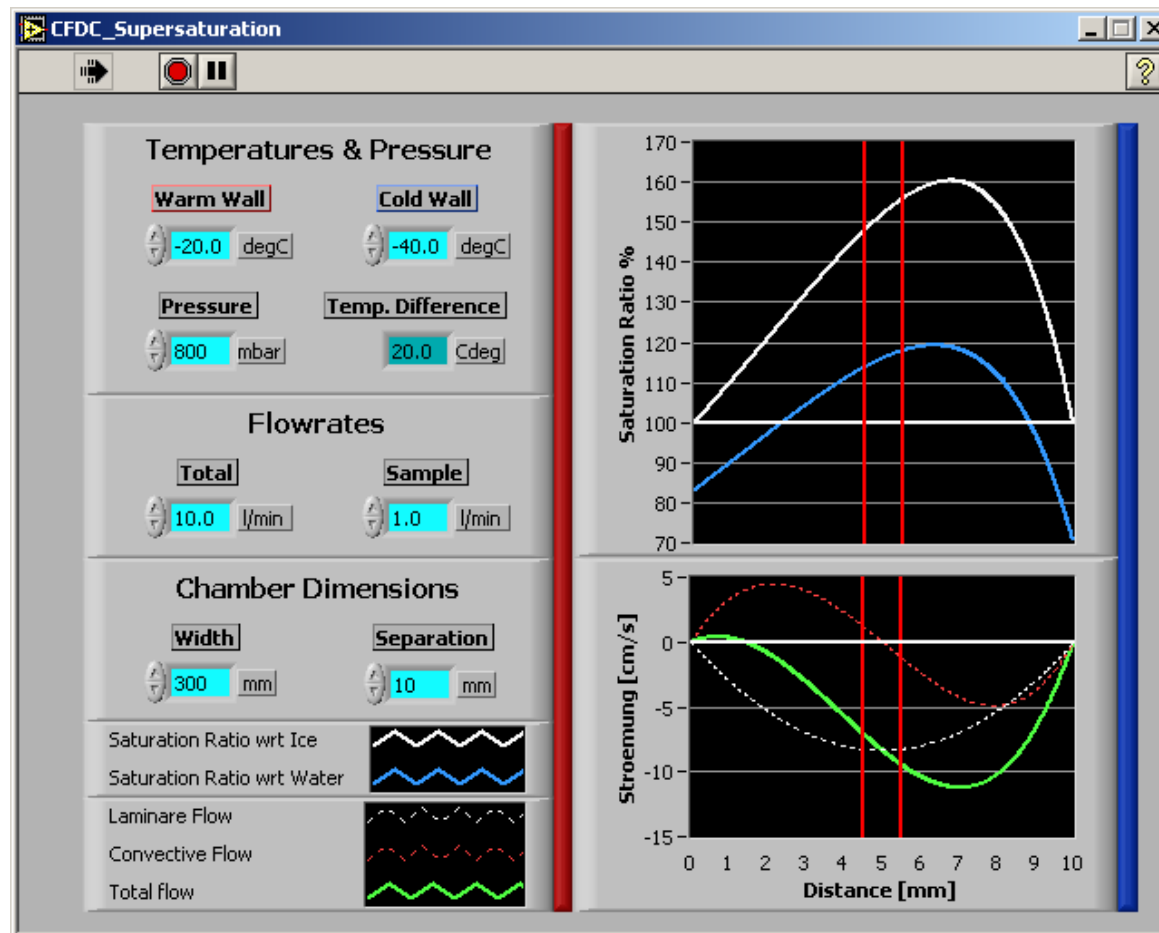 CFDC_Supersaturation
Temperatures & Pressure
Warm Wall
Cold Wall
-20.0 degC
-40.0 degC
Pressure
Temp. Difference
800 mbar
20.0 Cdeg
Flowrates
Total
Sample
10.0 l/min
1.0 l/min
Chamber Dimensions
Width
Separation
300 mm
10 mm
Saturation Ratio wrt Ice
Saturation Ratio wrt Water
Laminare Flow
Convective Flow
Total flow
Saturation Ratio %
170
160
150
140
130
120
110
100
90
80
70
Stroemung [cm/s]
5
0
-5
-10
-15
0 1 2 3 4 5 6 7 8 9 10
Distance [mm]